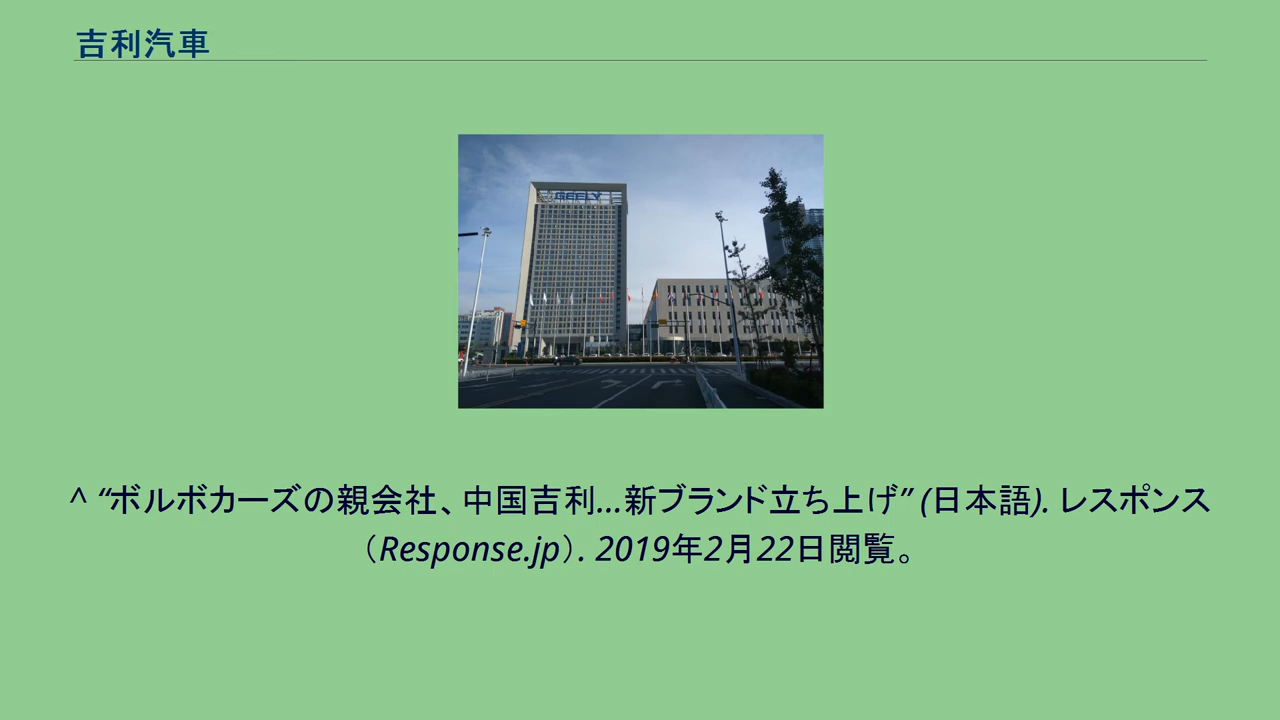 吉利汽車
GEELY
^ “ボルボカーズの親会社、中国吉利...新ブランド立ち上げ” (日本語). レスポンス
（Response.jp）. 2019年2月22日閲覧。